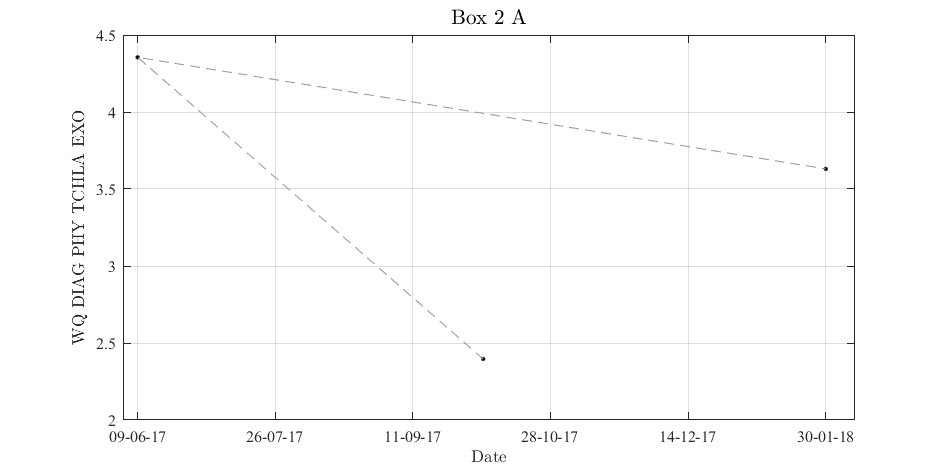 Box 2 A
WQ DIAG PHY TCHLA EXO
4.5
4
3.5
3
2.5
2
09-06-17 26-07-17 11-09-17 28-10-17 14-12-17 30-01-18
Date